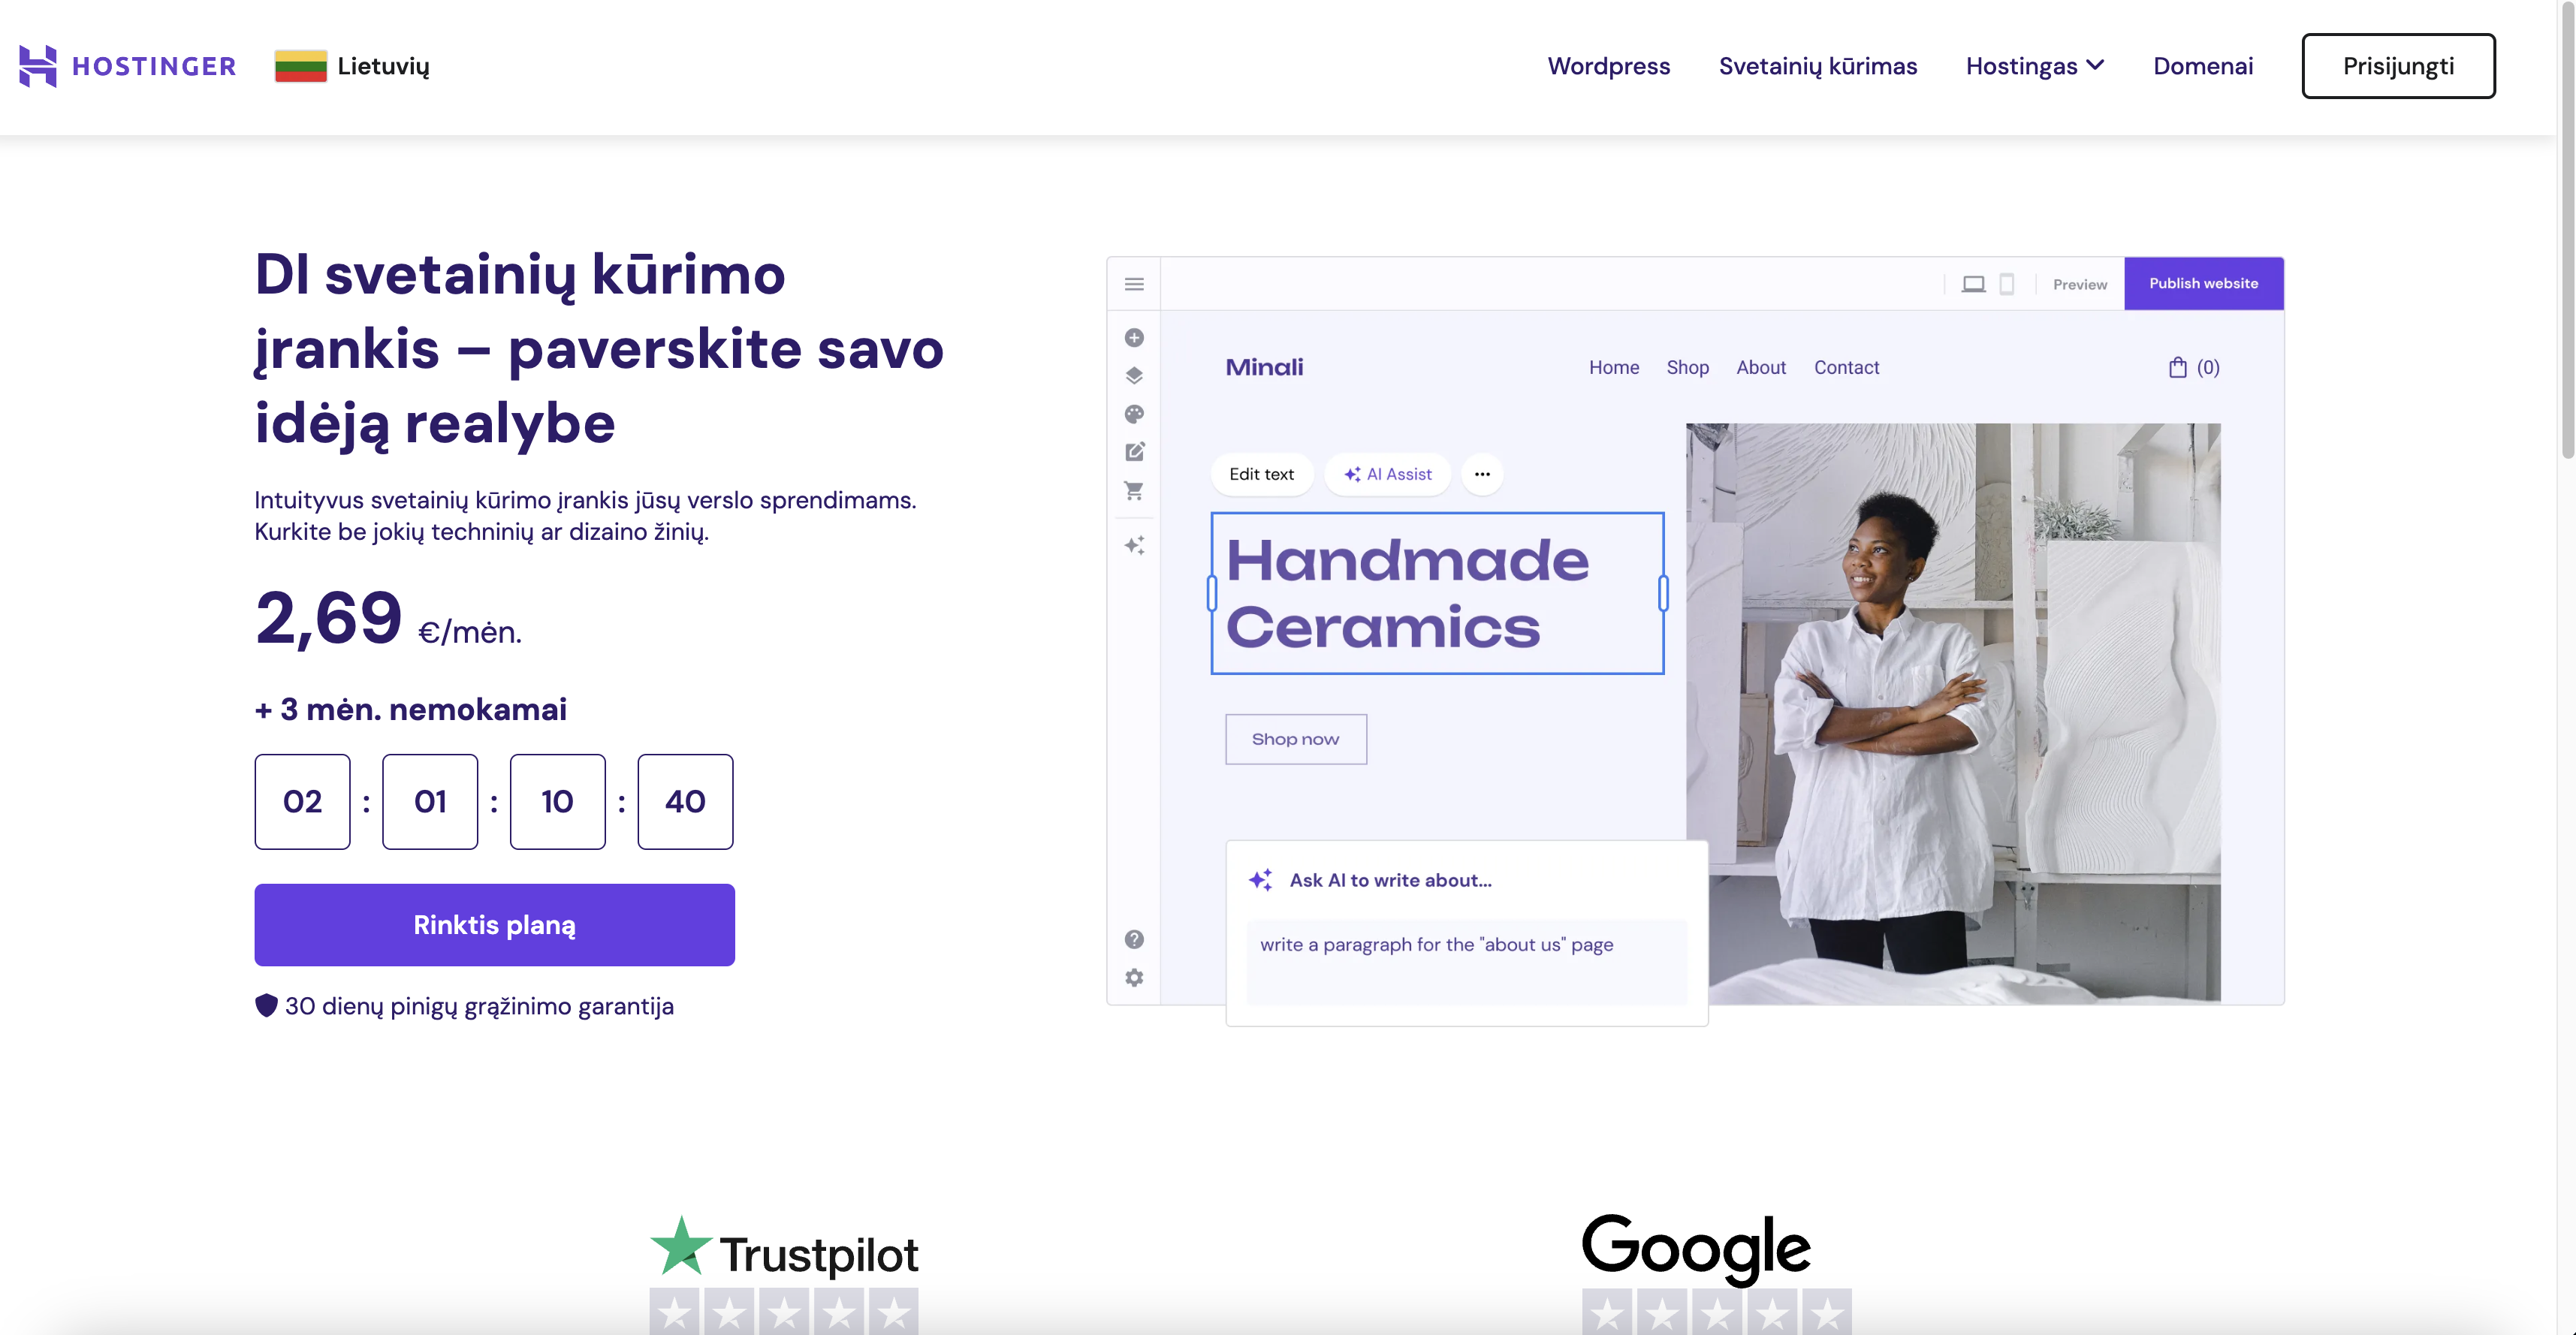 HOSTINGER
Lietuvių
Wordpress
Svetainių kūrimas
Hostingas
Domenai
Prisijungti
DI svetainių kūrimo
įrankis – paverskite savo
idėją realybe
Intuityvus svetainių kūrimo įrankis jūsų verslo sprendimams.
Kurkite be jokių techninių ar dizaino žinių.
2,69 €/mėn.
+ 3 mėn. nemokamai
02 : 01 : 10 : 40
Rinktis planą
30 dienų pinigų grąžinimo garantija
Preview
Publish website
Minali
Home
Shop
About
Contact
(0)
Edit text
AI Assist
Handmade
Ceramics
Shop now
Ask AI to write about...
write a paragraph for the "about us" page
Trustpilot
Google